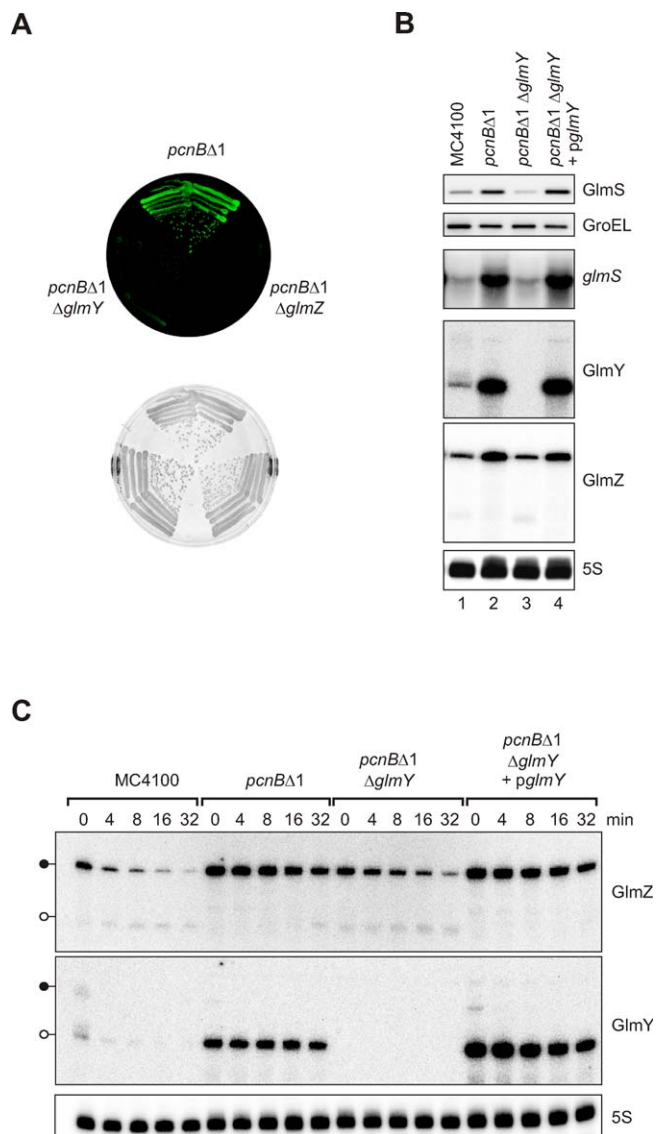 A
pcnBΔ1
pcnBΔ1
ΔglmY
pcnBΔ1
ΔglmZ
B
MC4100
pcnBΔ1
pcnBΔ1 ΔglmY
pcnBΔ1 ΔglmY
+ pglmY
GlmS
GroEL
glmS
GlmY
GlmZ
5S
1 2 3 4
C
MC4100
pcnBΔ1
pcnBΔ1
ΔglmY
pcnBΔ1
ΔglmY
+ pglmY
0 4 8 16 32 0 4 8 16 32 0 4 8 16 32 0 4 8 16 32 min
GlmZ
GlmY
5S